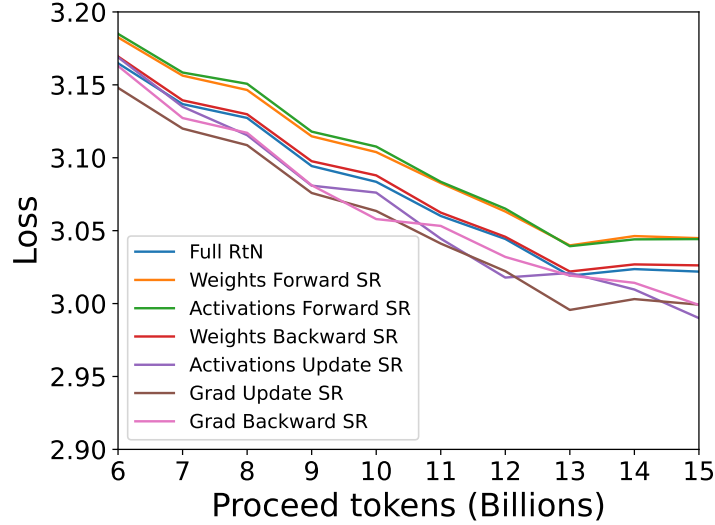 3.20
3.15
3.10
3.05
3.00
2.95
2.90
Loss
Full RtN
Weights Forward SR
Activations Forward SR
Weights Backward SR
Activations Update SR
Grad Update SR
Grad Backward SR
6 7 8 9 10 11 12 13 14 15
Proceed tokens (Billions)